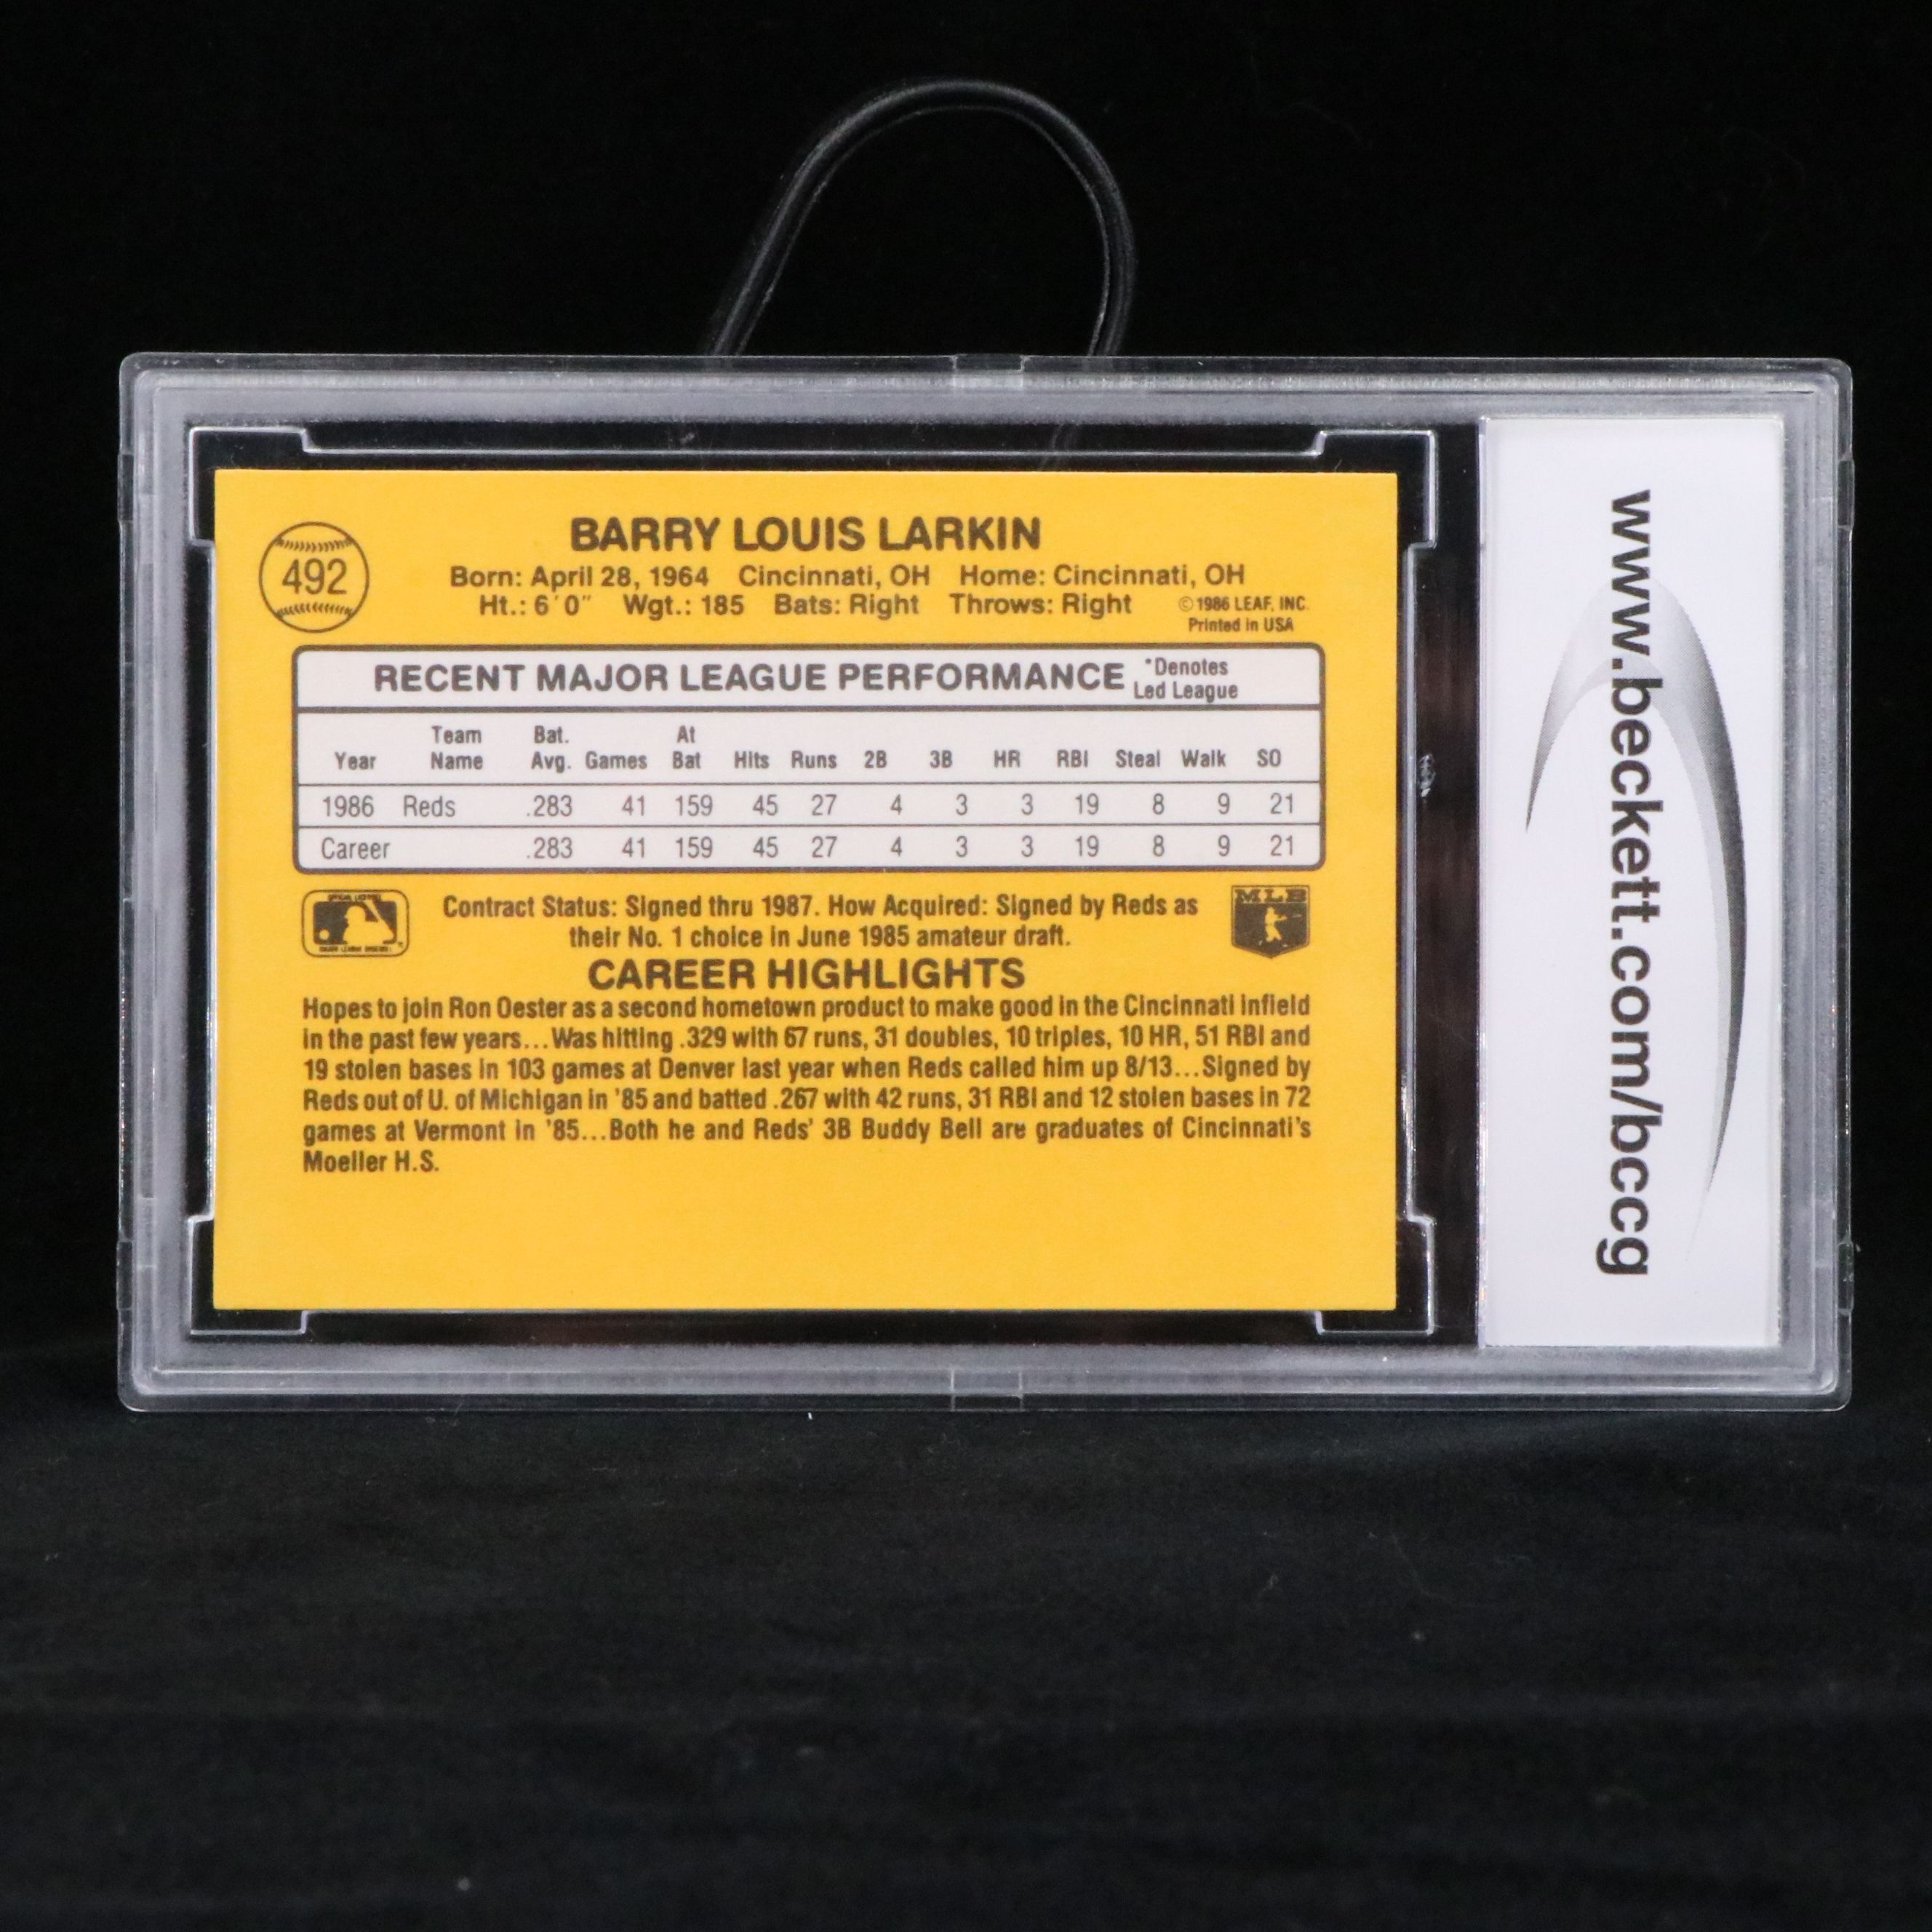 492
BARRY LOUIS LARKIN
Born: April 28, 1964 Cincinnati, OH Home: Cincinnati, OH
Ht.: 6'0" Wgt.: 185 Bats: Right Throws: Right ©1986 LEAF, INC.
Printed in USA
RECENT MAJOR LEAGUE PERFORMANCE *Denotes
Led League
Year Team Name Bat. Avg. Games At Bat Hits Runs 2B 3B HR RBI Steal Walk SO
1986 Reds .283 41 159 45 27 4 3 3 19 8 9 21
Career .283 41 159 45 27 4 3 3 19 8 9 21
Contract Status: Signed thru 1987. How Acquired: Signed by Reds as
their No. 1 choice in June 1985 amateur draft.
MLB
CAREER HIGHLIGHTS
Hopes to join Ron Oester as a second hometown product to make good in the Cincinnati infield
in the past few years...Was hitting .329 with 67 runs, 31 doubles, 10 triples, 10 HR, 51 RBI and
19 stolen bases in 103 games at Denver last year when Reds called him up 8/13...Signed by
Reds out of U. of Michigan in '85 and batted .267 with 42 runs, 31 RBI and 12 stolen bases in 72
games at Vermont in '85...Both he and Reds' 3B Buddy Bell are graduates of Cincinnati's
Moeller H.S.
www.beckett.com/bccg